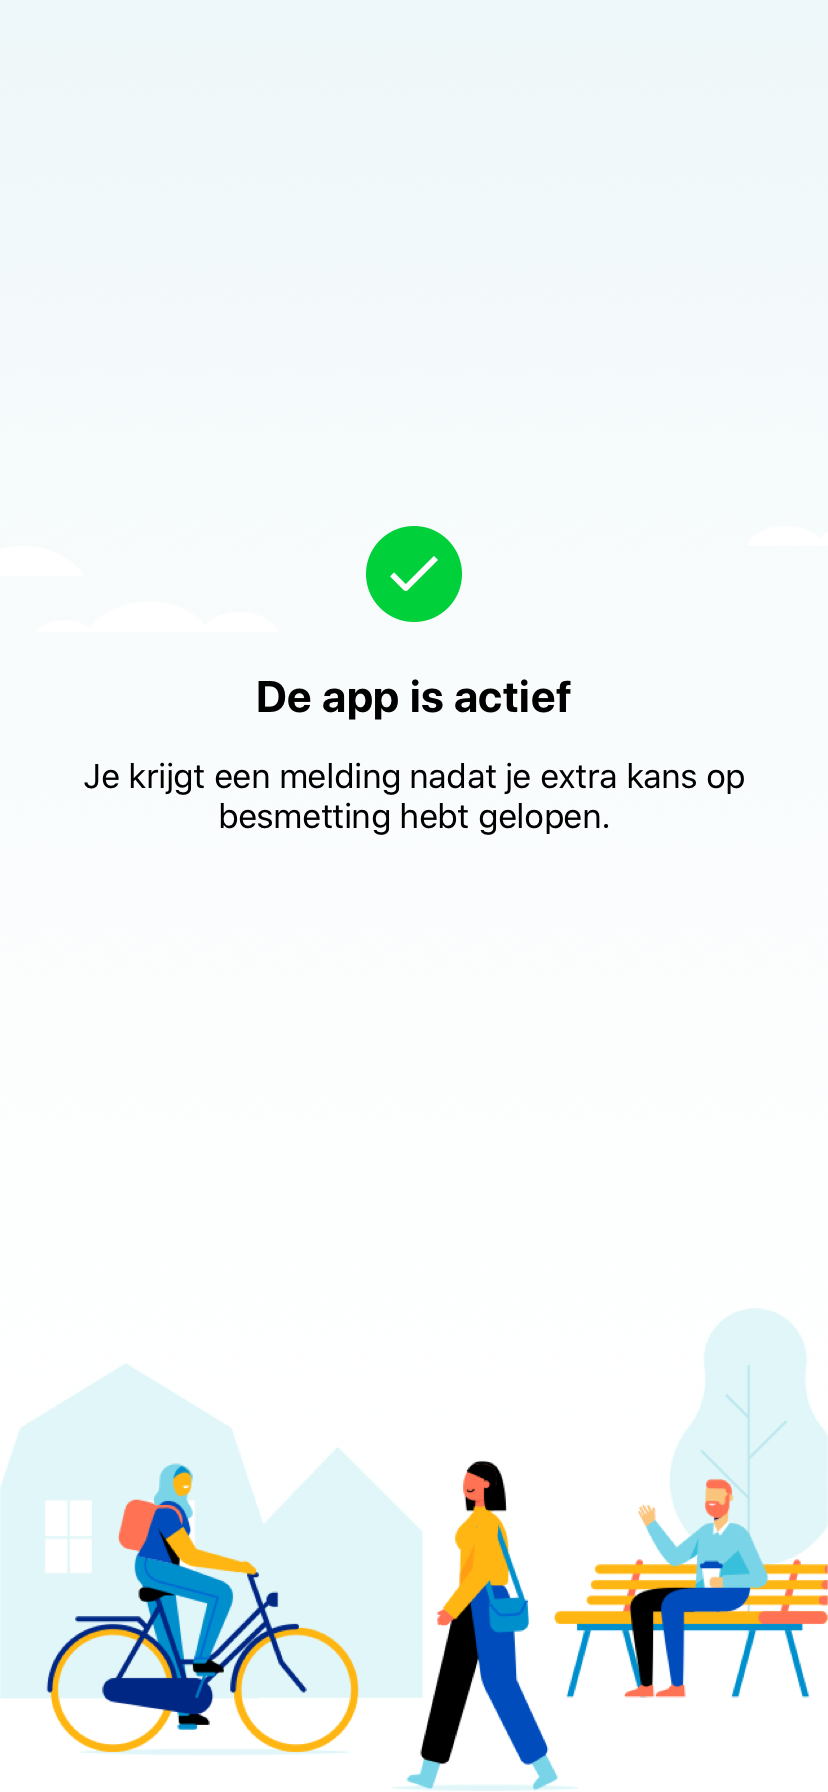 De app is actief
Je krijgt een melding nadat je extra kans op
besmetting hebt gelopen.